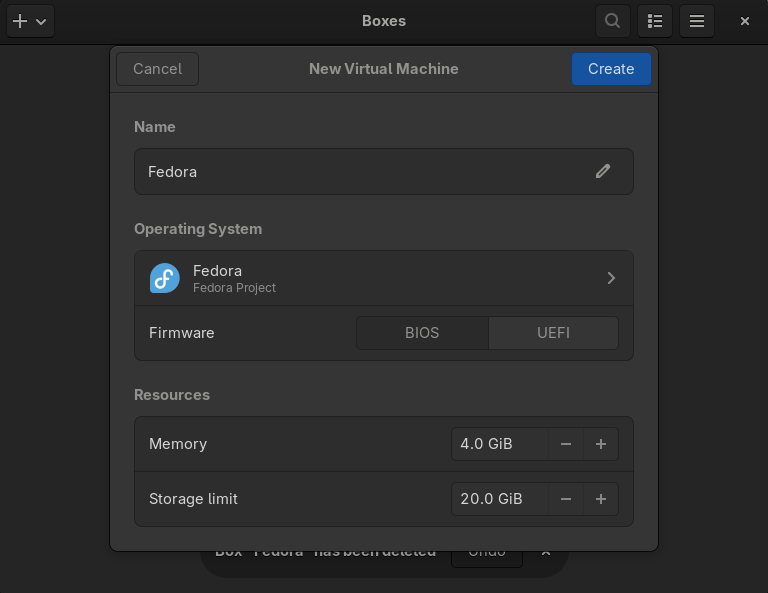 Boxes
Cancel
New Virtual Machine
Create
Name
Fedora
Operating System
Fedora
Fedora Project
Firmware
BIOS
UEFI
Resources
Memory
4.0 GiB
Storage limit
20.0 GiB
Box “Fedora” has been deleted
Undo